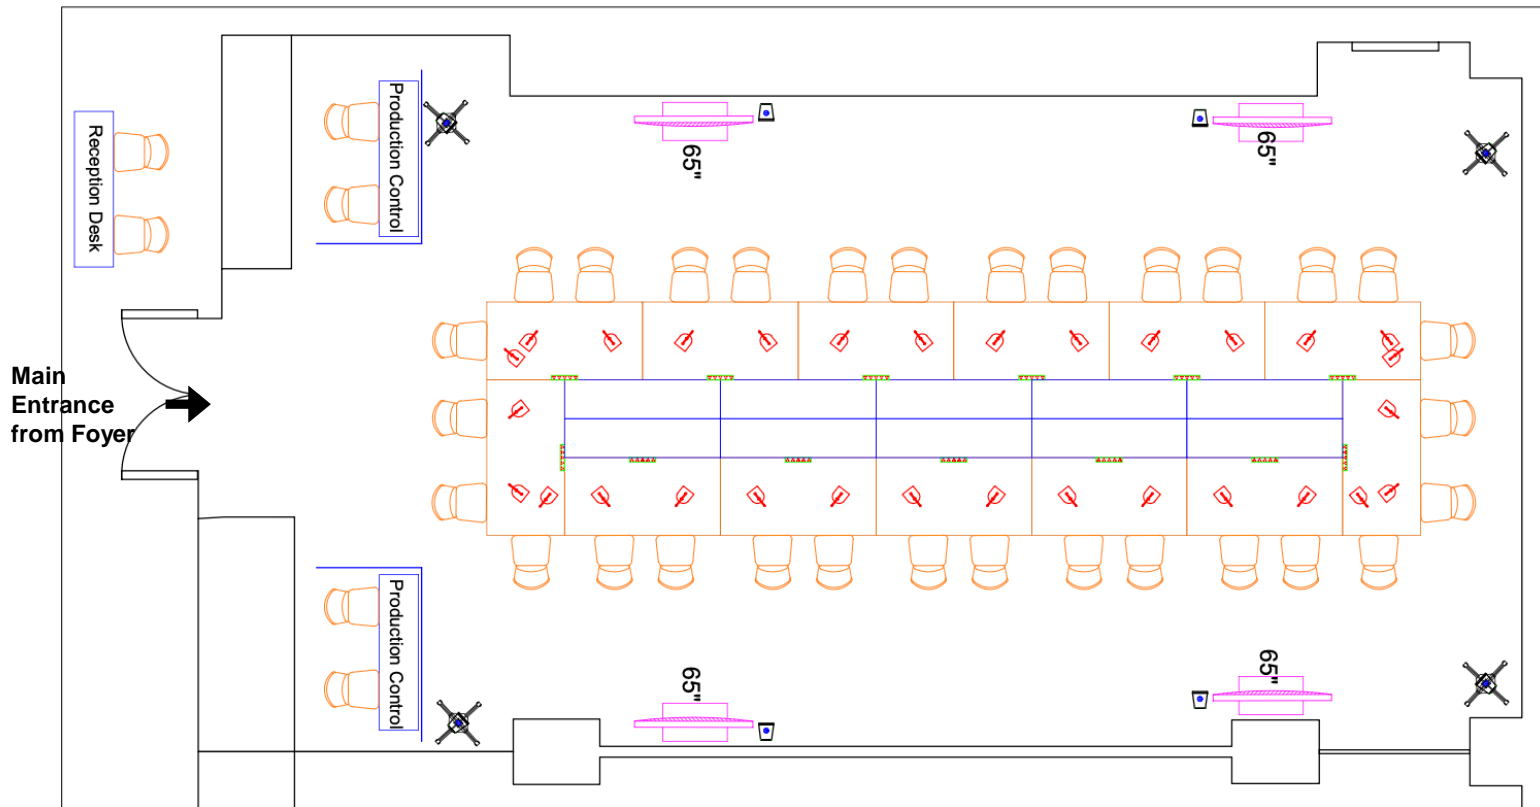 Reception Desk
Production Control
65"
65"
Main
Entrance
from Foyer
Production Control
65"
65"